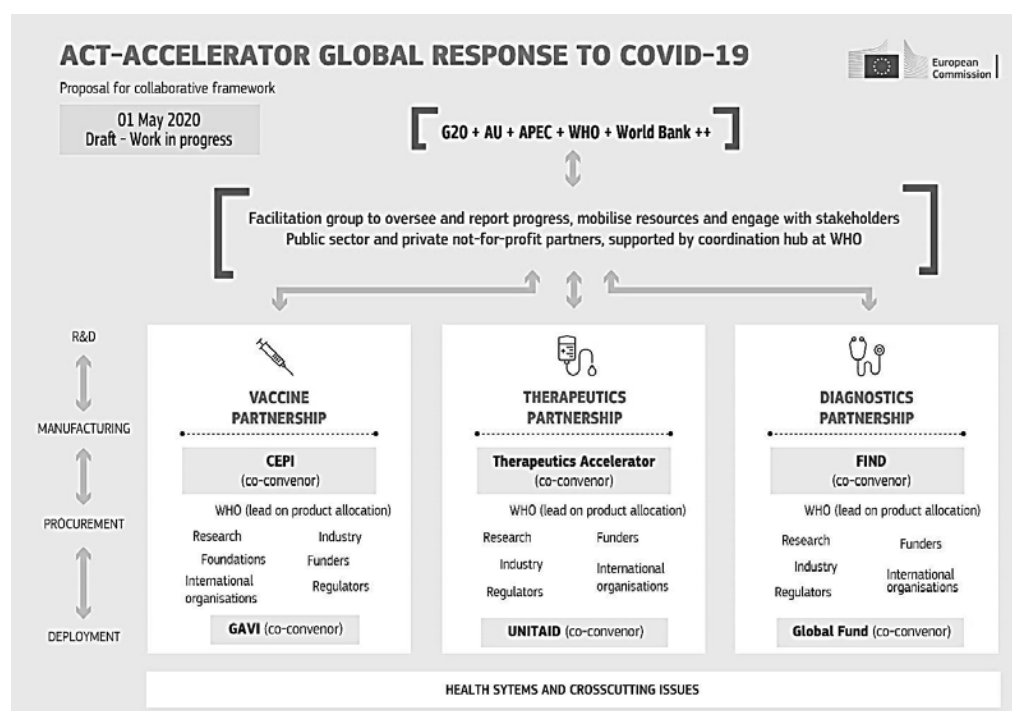 ACT-ACCELERATOR GLOBAL RESPONSE TO COVID-19
European
Commission
Proposal for collaborative framework
01 May 2020
Draft - Work in progress
G20 + AU + APEC + WHO + World Bank ++
Facilitation group to oversee and report progress, mobilise resources and engage with stakeholders
Public sector and private not-for-profit partners, supported by coordination hub at WHO
R&D
MANUFACTURING
PROCUREMENT
DEPLOYMENT
VACCINE
PARTNERSHIP
CEPI
(co-convenor)
WHO (lead on product allocation)
Research
Industry
Foundations
Funders
International
organisations
Regulators
GAVI (co-convenor)
THERAPEUTICS
PARTNERSHIP
Therapeutics Accelerator
(co-convenor)
WHO (lead on product allocation)
Research
Funders
Industry
International
organisations
Regulators
UNITAID (co-convenor)
DIAGNOSTICS
PARTNERSHIP
FIND
(co-convenor)
WHO (lead on product allocation)
Research
Funders
Industry
International
organisations
Regulators
Global Fund (co-convenor)
HEALTH SYTEMS AND CROSSCUTTING ISSUES